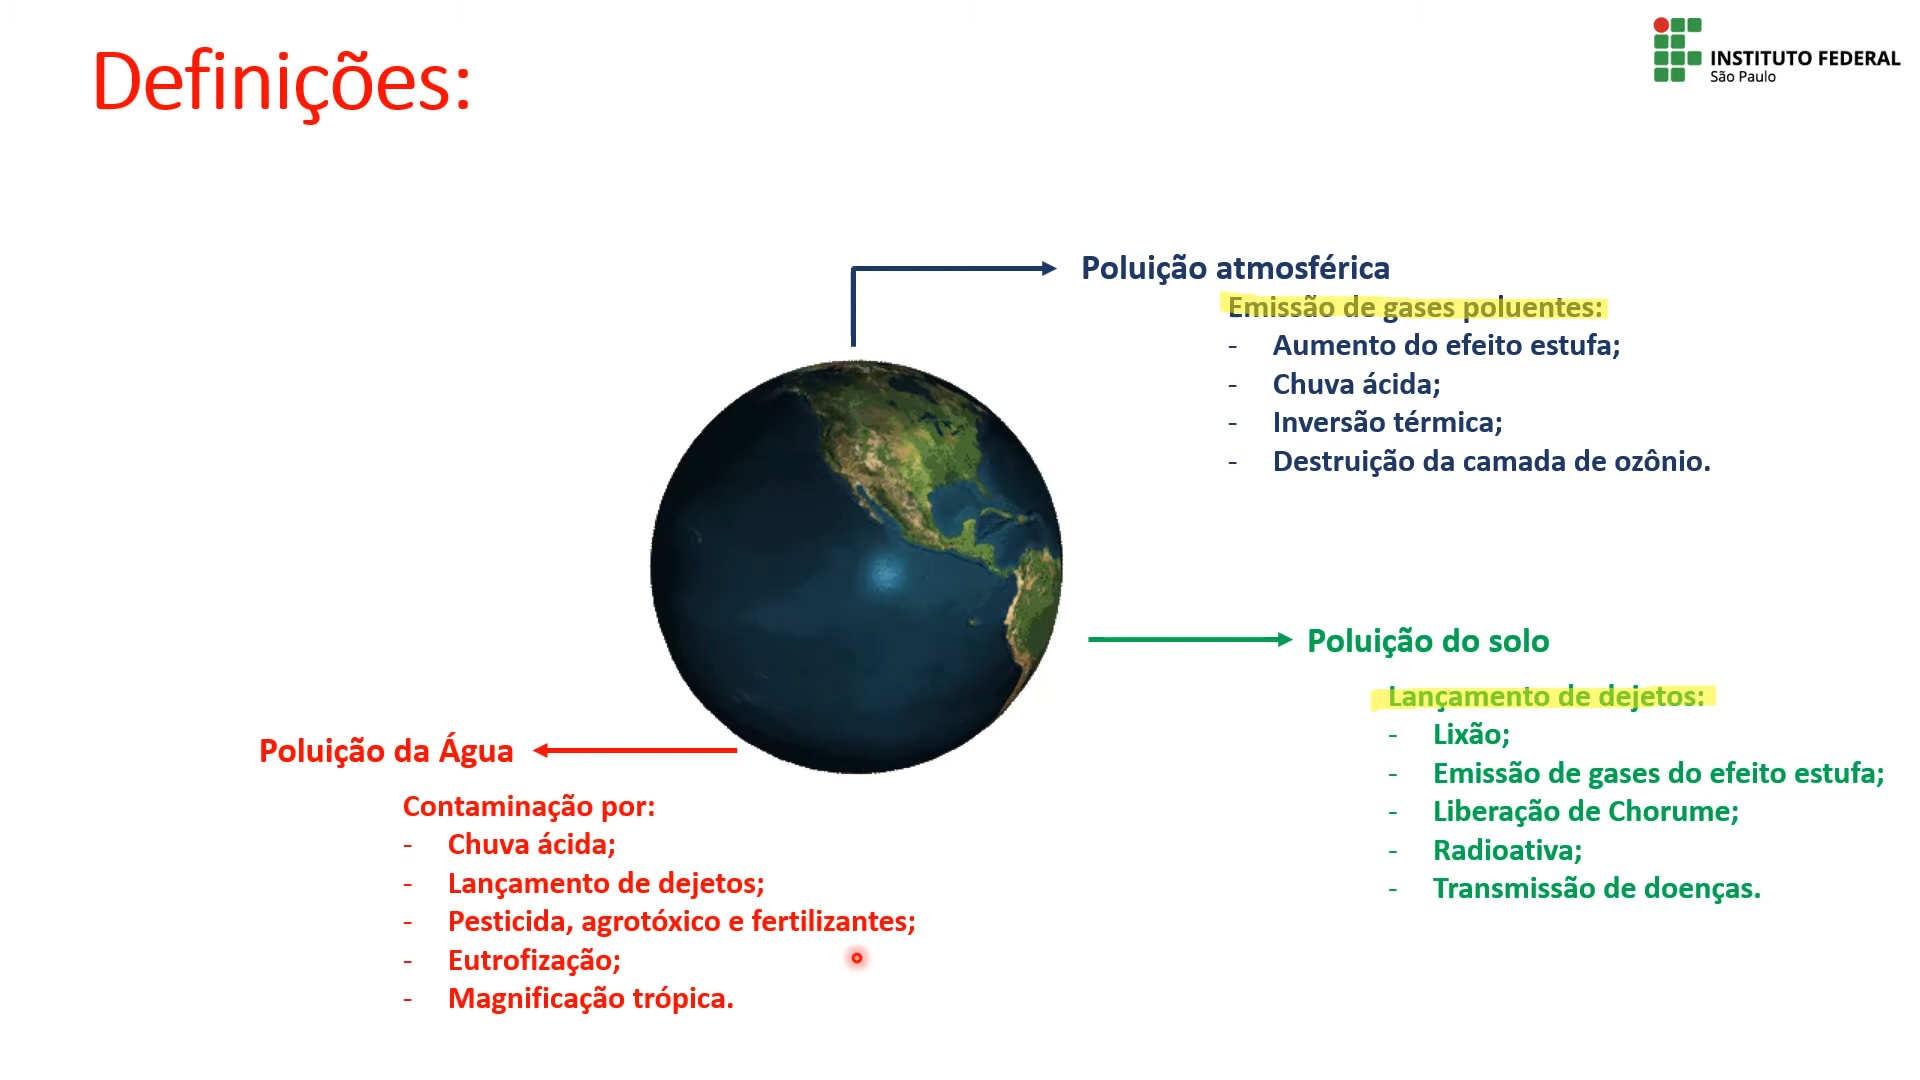 Definições:
INSTITUTO FEDERAL
São Paulo
Poluição atmosférica
Emissão de gases poluentes:
- Aumento do efeito estufa;
- Chuva ácida;
- Inversão térmica;
- Destruição da camada de ozônio.
Poluição do solo
Lançamento de dejetos:
- Lixão;
- Emissão de gases do efeito estufa;
- Liberação de Chorume;
- Radioativa;
- Transmissão de doenças.
Poluição da Água
Contaminação por:
- Chuva ácida;
- Lançamento de dejetos;
- Pesticida, agrotóxico e fertilizantes;
- Eutrofização;
- Magnificação trópica.